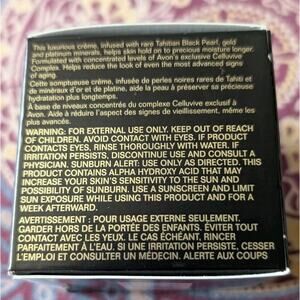 This luxurious crème, infused with rare Tahitian Black Pearl, gold
and platinum minerals, helps skin hold on to its precious moisture longer.
Formulated with concentrated levels of Avon's exclusive Celluvive
Complex. Helps reduce the look of even the most advanced signs
of aging.
Cette somptueuse crème, infusée de perles noires rares de Tahiti et
de minéraux d'or et de platine, aide la peau à préserver sa précieuse
hydratation plus longtemps.
À base de niveaux concentrés du complexe Celluvive exclusif à
Avon. Aide à réduire l'aspect des signes du vieillissement, même les
plus avancés.
WARNING: FOR EXTERNAL USE ONLY. KEEP OUT OF REACH
OF CHILDREN. AVOID CONTACT WITH EYES. IF PRODUCT
CONTACTS EYES, RINSE THOROUGHLY WITH WATER. IF
IRRITATION PERSISTS, DISCONTINUE USE AND CONSULT A
PHYSICIAN. SUNBURN ALERT: USE ONLY AS DIRECTED. THIS
PRODUCT CONTAINS ALPHA HYDROXY ACID THAT MAY
INCREASE YOUR SKIN'S SENSITIVITY TO THE SUN AND
POSSIBILITY OF SUNBURN. USE A SUNSCREEN AND LIMIT
SUN EXPOSURE WHILE USING THIS PRODUCT AND FOR A
WEEK AFTERWARD.
AVERTISSEMENT : POUR USAGE EXTERNE SEULEMENT.
GARDER HORS DE LA PORTÉE DES ENFANTS. ÉVITER TOUT
CONTACT AVEC LES YEUX. LE CAS ÉCHÉANT, RINCER
PARFAITEMENT À L'EAU. SI UNE IRRITATION PERSISTE, CESSER
L'EMPLOI ET CONSULTER UN MÉDECIN. ALERTE AUX COUPS